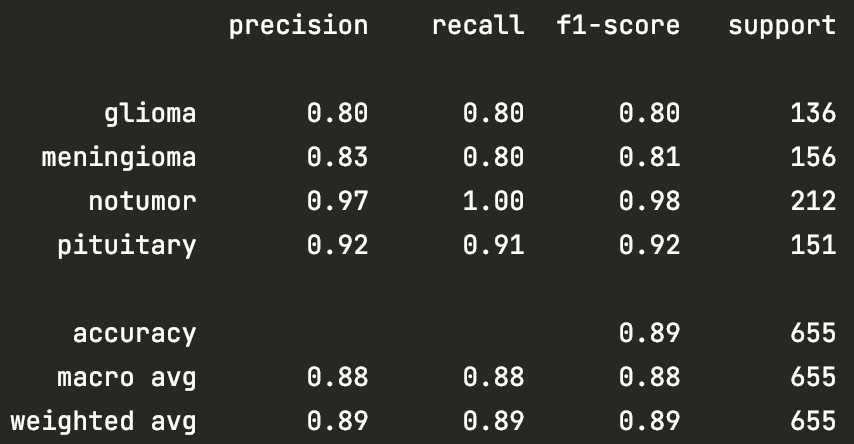 precision recall f1-score support
glioma 0.80 0.80 0.80 136
meningioma 0.83 0.80 0.81 156
notumor 0.97 1.00 0.98 212
pituitary 0.92 0.91 0.92 151
accuracy 0.89 655
macro avg 0.88 0.88 0.88 655
weighted avg 0.89 0.89 0.89 655